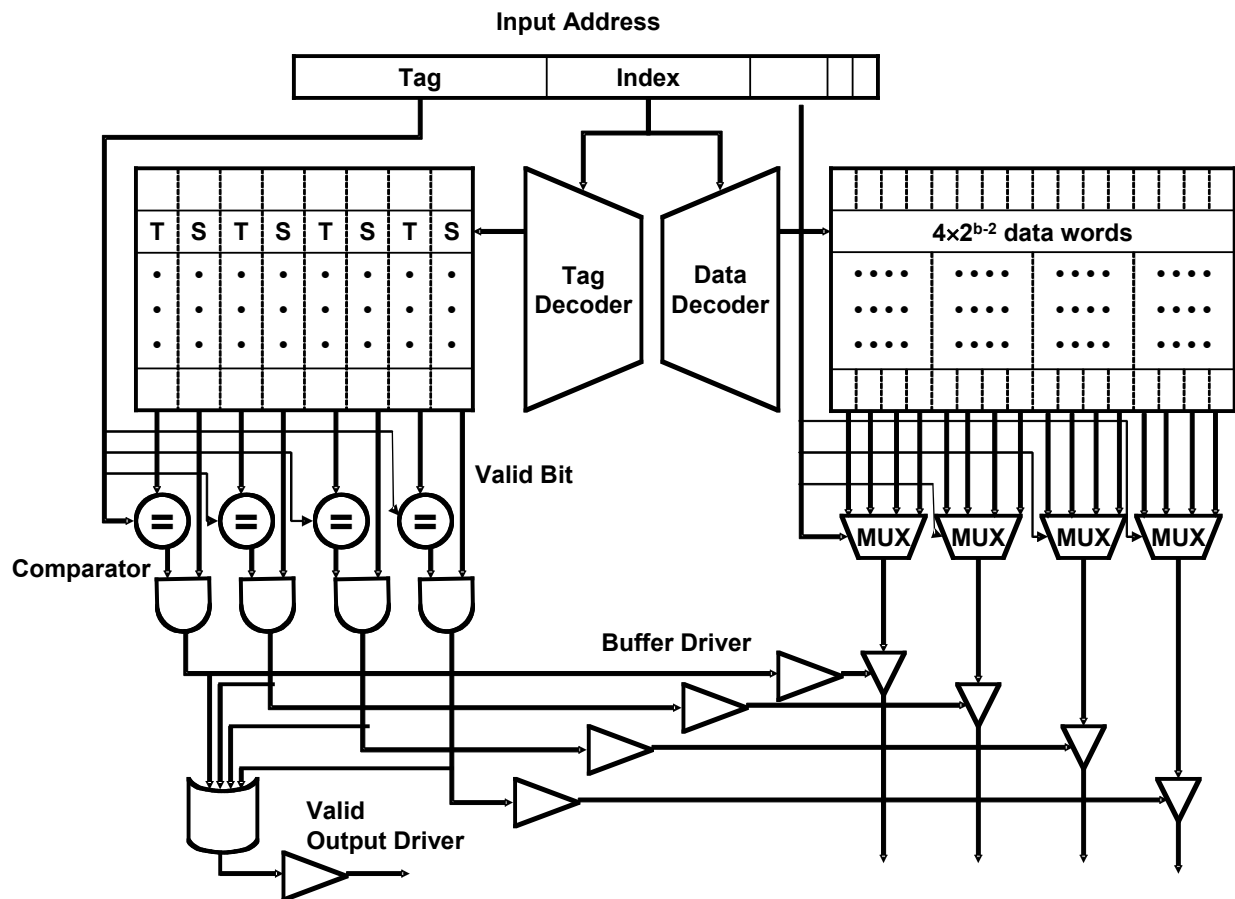 Input Address
Tag Index
T S T S T S T S
Tag
Decoder
Data
Decoder
4×2^b-2 data words
Valid Bit
= = = =
MUX MUX MUX MUX
Comparator
Buffer Driver
Valid
Output Driver